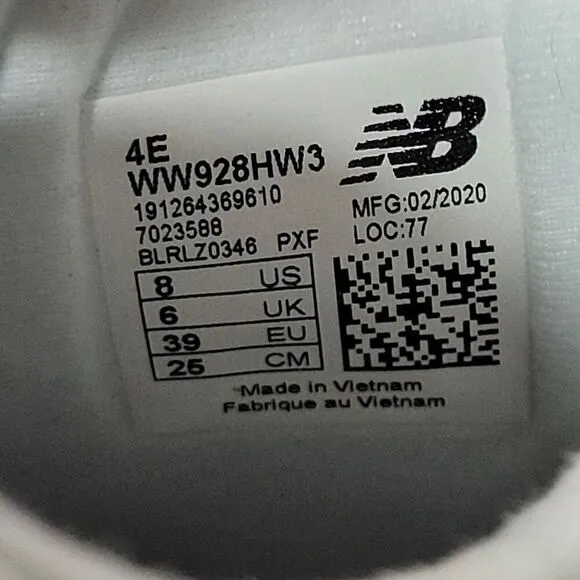 4E
WW928HW3
191264369610
7023588
BLRLZ0346 PXF
NB
MFG:02/2020
LOC:77
8 US
6 UK
39 EU
25 CM
Made in Vietnam
Fabrique au Vietnam